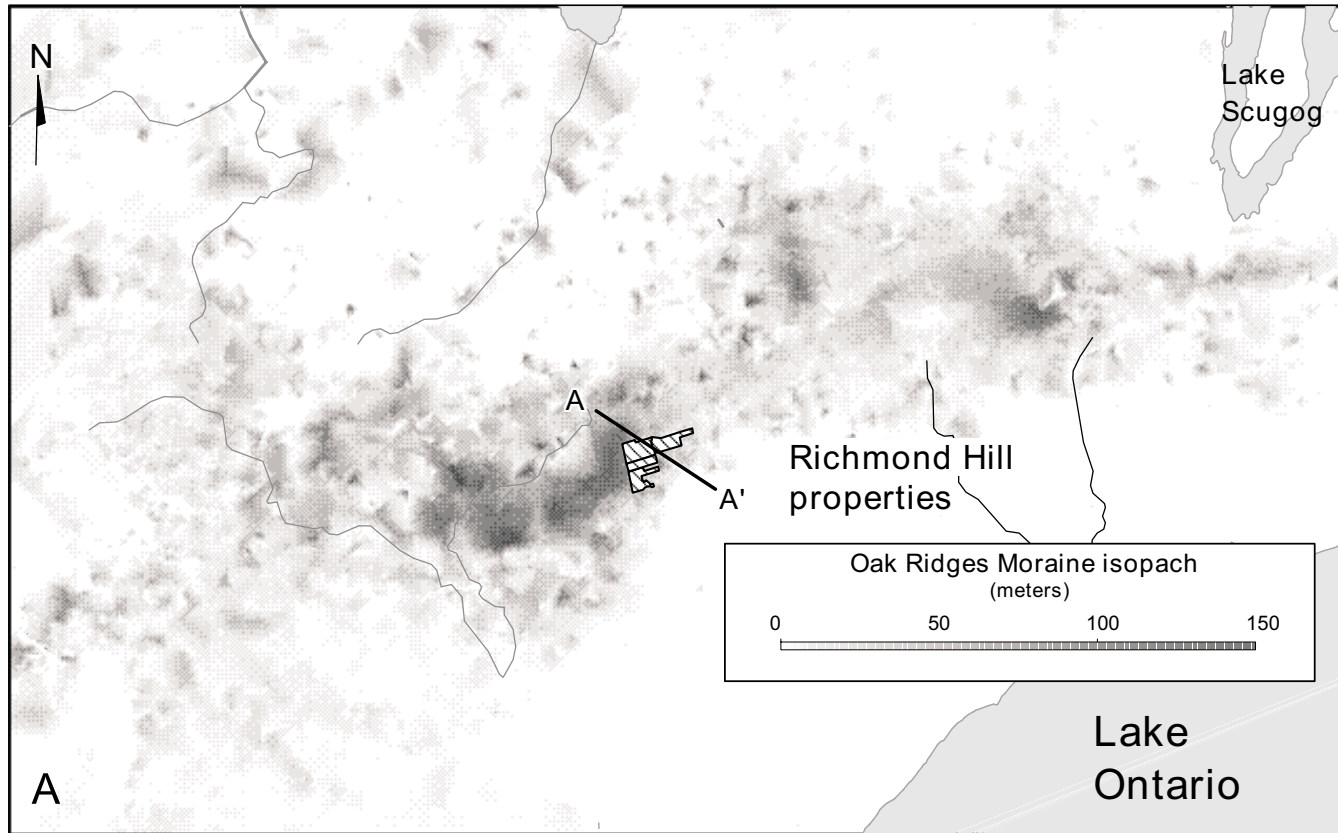 N
Lake
Scugog
A
A'
Richmond Hill
properties
Oak Ridges Moraine isopach
(meters)
0 50 100 150
Lake
Ontario
A